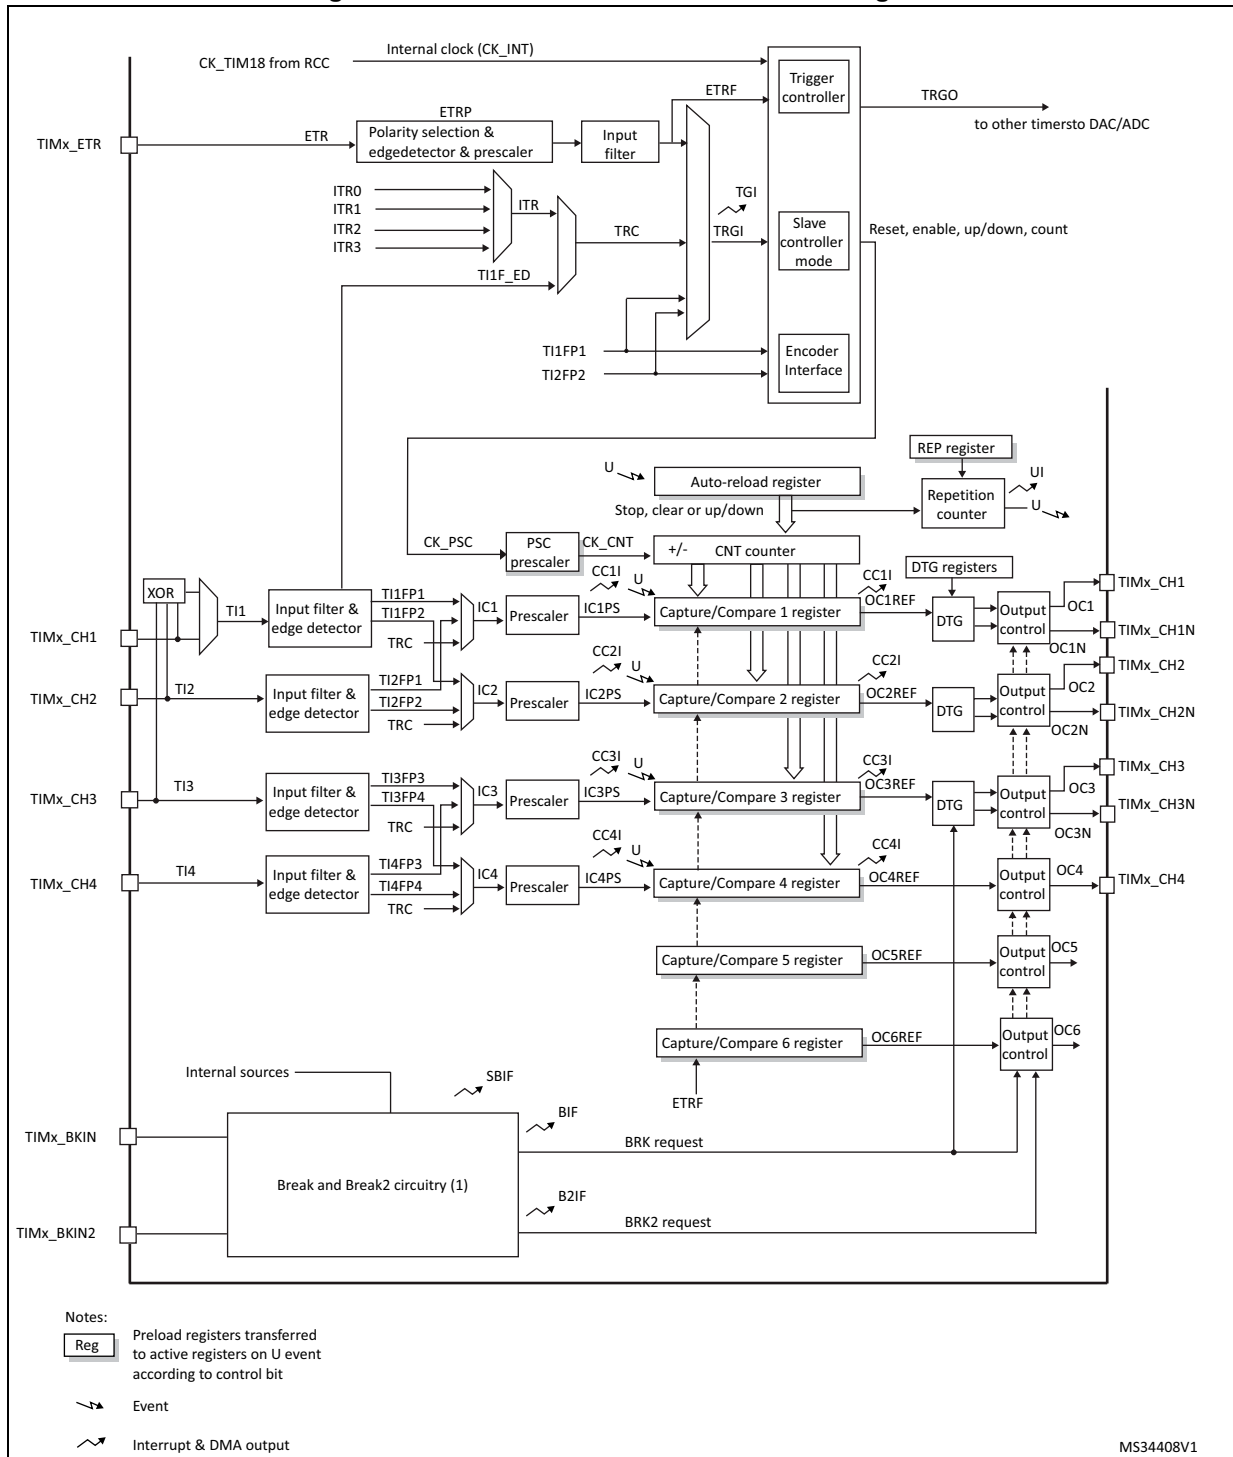 Internal clock (CK_INT)
CK_TIM18 from RCC
Trigger
controller
ETRF
TRGO
to other timersto DAC/ADC
ETRP
TIMx_ETR
ETR
Polarity selection &
edgedetector & prescaler
Input
filter
ITR0
ITR1
ITR2
ITR3
ITR
TRC
TI1F_ED
TGI
TRGI
Slave
controller
mode
Reset, enable, up/down, count
TI1FP1
TI2FP2
Encoder
Interface
REP register
U
Auto-reload register
UI
Repetition
counter
U
Stop, clear or up/down
CK_PSC
PSC
prescaler
CK_CNT
+/-
CNT counter
DTG registers
XOR
TI1
TIMx_CH1
Input filter &
edge detector
TI1FP1
TI1FP2
TRC
IC1
Prescaler
IC1PS
CC1I
U
Capture/Compare 1 register
CC1I
OC1REF
DTG
Output
control
OC1
TIMx_CH1
TIMx_CH1N
OC1N
TIMx_CH2
TI2
Input filter &
edge detector
TI2FP1
TI2FP2
TRC
IC2
Prescaler
IC2PS
CC2I
U
Capture/Compare 2 register
CC2I
OC2REF
DTG
Output
control
OC2
TIMx_CH2
TIMx_CH2N
OC2N
TIMx_CH3
TI3
Input filter &
edge detector
TI3FP3
TI3FP4
TRC
IC3
Prescaler
IC3PS
CC3I
U
Capture/Compare 3 register
CC3I
OC3REF
DTG
Output
control
OC3
TIMx_CH3
TIMx_CH3N
OC3N
TIMx_CH4
TI4
Input filter &
edge detector
TI4FP3
TI4FP4
TRC
IC4
Prescaler
IC4PS
CC4I
U
Capture/Compare 4 register
CC4I
OC4REF
Output
control
OC4
TIMx_CH4
Capture/Compare 5 register
OC5REF
Output
control
OC5
Capture/Compare 6 register
OC6REF
Output
control
OC6
ETRF
Internal sources
SBIF
TIMx_BKIN
BIF
BRK request
Break and Break2 circuitry (1)
TIMx_BKIN2
B2IF
BRK2 request
Notes:
Reg
Preload registers transferred
to active registers on U event
according to control bit
Event
Interrupt & DMA output
MS34408V1